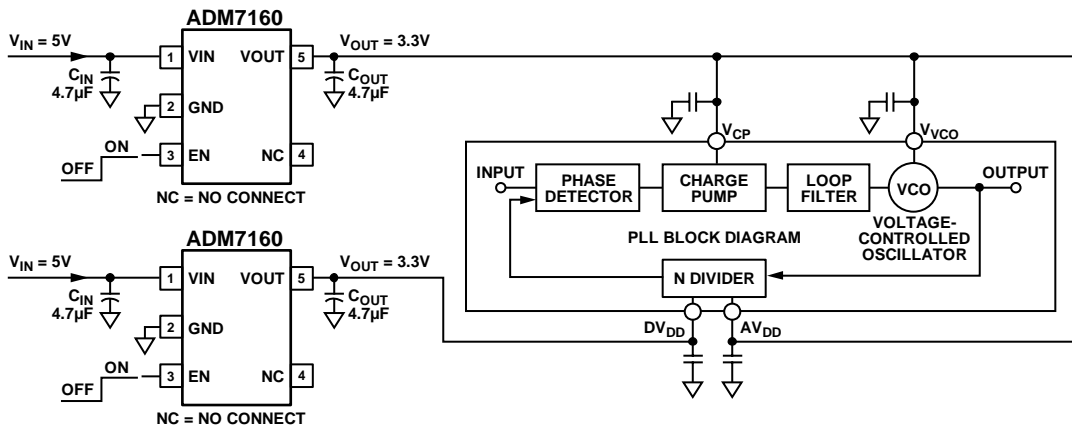 ADM7160
VIN = 5V
VOUT = 3.3V
1 VIN VOUT 5
CIN
4.7µF
COUT
4.7µF
2 GND
ON
OFF
3 EN NC 4
NC = NO CONNECT
VCP
VVCO
INPUT
PHASE
DETECTOR
CHARGE
PUMP
LOOP
FILTER
VCO
OUTPUT
VOLTAGE-
CONTROLLED
OSCILLATOR
PLL BLOCK DIAGRAM
N DIVIDER
DVDD
AVDD
ADM7160
VIN = 5V
VOUT = 3.3V
1 VIN VOUT 5
CIN
4.7µF
COUT
4.7µF
2 GND
ON
OFF
3 EN NC 4
NC = NO CONNECT